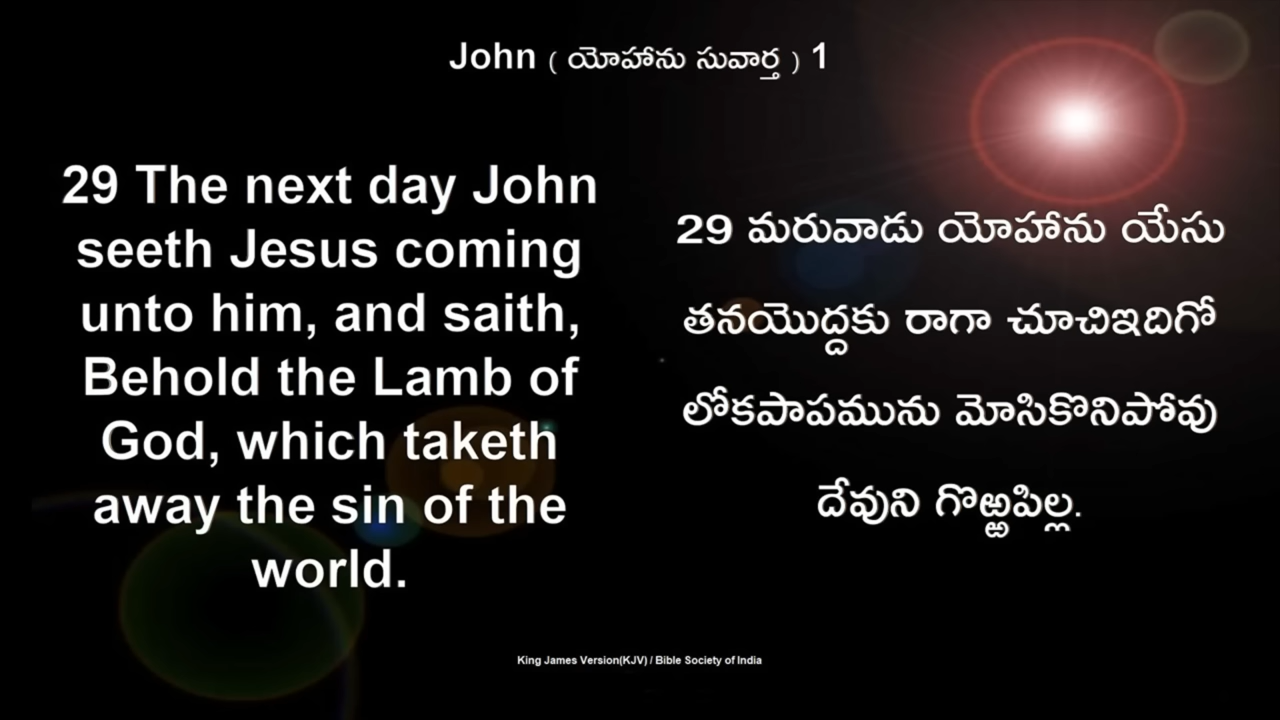 John ( యోహాను సువార్త ) 1
29 The next day John
seeth Jesus coming
unto him, and saith,
Behold the Lamb of
God, which taketh
away the sin of the
world.
29 మరువాడు యోహాను యేసు
తనయొద్దకు రాగా చూచిఇదిగో
లోకపాపమును మోసికొనిపోవు
దేవుని గొఱ్ఱపిల్ల.
King James Version(KJV) / Bible Society of India